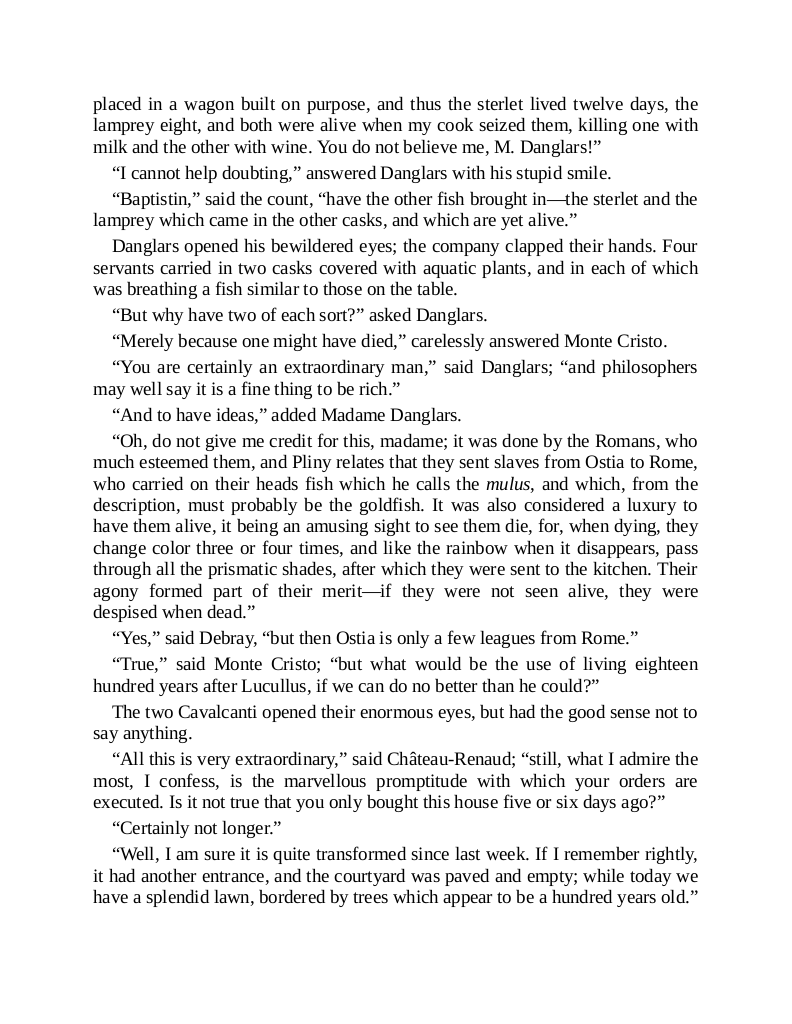 placed in a wagon built on purpose, and thus the sterlet lived twelve days, the
lamprey eight, and both were alive when my cook seized them, killing one with
milk and the other with wine. You do not believe me, M. Danglars!”
“I cannot help doubting,” answered Danglars with his stupid smile.
“Baptistin,” said the count, “have the other fish brought in—the sterlet and the
lamprey which came in the other casks, and which are yet alive.”
Danglars opened his bewildered eyes; the company clapped their hands. Four
servants carried in two casks covered with aquatic plants, and in each of which
was breathing a fish similar to those on the table.
“But why have two of each sort?” asked Danglars.
“Merely because one might have died,” carelessly answered Monte Cristo.
“You are certainly an extraordinary man,” said Danglars; “and philosophers
may well say it is a fine thing to be rich.”
“And to have ideas,” added Madame Danglars.
“Oh, do not give me credit for this, madame; it was done by the Romans, who
much esteemed them, and Pliny relates that they sent slaves from Ostia to Rome,
who carried on their heads fish which he calls the mulus, and which, from the
description, must probably be the goldfish. It was also considered a luxury to
have them alive, it being an amusing sight to see them die, for, when dying, they
change color three or four times, and like the rainbow when it disappears, pass
through all the prismatic shades, after which they were sent to the kitchen. Their
agony formed part of their merit—if they were not seen alive, they were
despised when dead.”
“Yes,” said Debray, “but then Ostia is only a few leagues from Rome.”
“True,” said Monte Cristo; “but what would be the use of living eighteen
hundred years after Lucullus, if we can do no better than he could?”
The two Cavalcanti opened their enormous eyes, but had the good sense not to
say anything.
“All this is very extraordinary,” said Château-Renaud; “still, what I admire the
most, I confess, is the marvellous promptitude with which your orders are
executed. Is it not true that you only bought this house five or six days ago?”
“Certainly not longer.”
“Well, I am sure it is quite transformed since last week. If I remember rightly,
it had another entrance, and the courtyard was paved and empty; while today we
have a splendid lawn, bordered by trees which appear to be a hundred years old.”